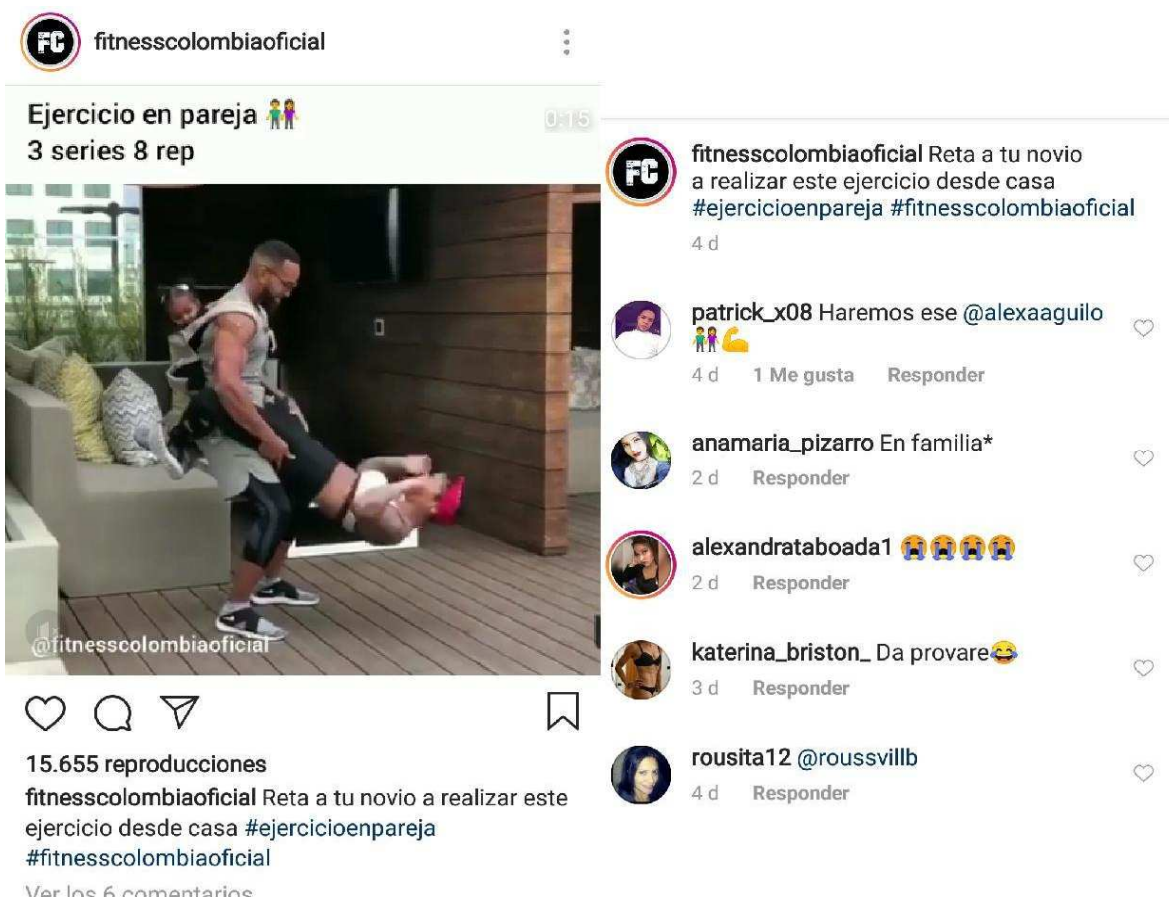 FC
fitnesscolombiaoficial
Ejercicio en pareja 👫
3 series 8 rep
0:15
@fitnesscolombiaoficial
15.655 reproducciones
fitnesscolombiaoficial Reta a tu novio a realizar este
ejercicio desde casa #ejercicioenpareja
#fitnesscolombiaoficial
Ver los 6 comentarios
FC
fitnesscolombiaoficial Reta a tu novio
a realizar este ejercicio desde casa
#ejercicioenpareja #fitnesscolombiaoficial
4 d
patrick_x08 Haremos ese @alexaaguilo
👫💪
4 d 1 Me gusta Responder
anamaria_pizarro En familia*
2 d Responder
alexandrataboada1 😭😭😭😭
2 d Responder
katerina_briston_ Da provare😂
3 d Responder
rousita12 @roussvillb
4 d Responder